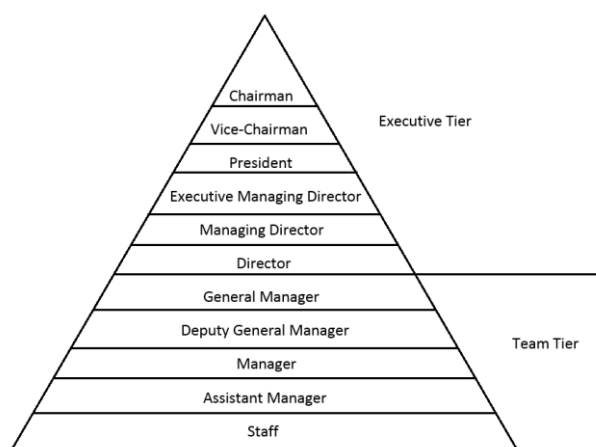 Chairman
Executive Tier
Vice-Chairman
President
Executive Managing Director
Managing Director
Director
General Manager
Deputy General Manager
Team Tier
Manager
Assistant Manager
Staff